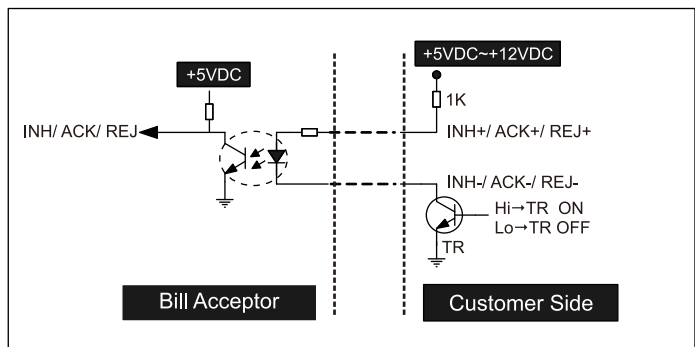 +5VDC~+12VDC
+5VDC
1K
INH/ ACK/ REJ
INH+/ ACK+/ REJ+
INH-/ ACK-/ REJ-
Hi→TR ON
Lo→TR OFF
TR
Bill Acceptor
Customer Side